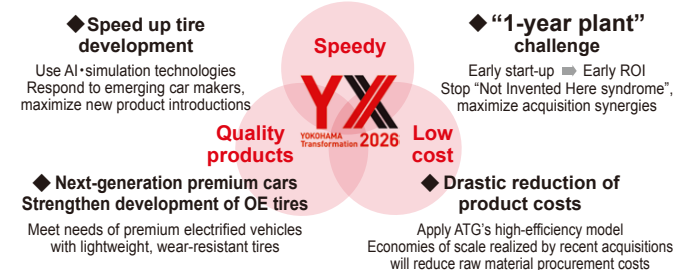 ◆Speed up tire
development
Use AI・simulation technologies
Respond to emerging car makers,
maximize new product introductions
◆“1-year plant”
challenge
Early start-up ➡ Early ROI
Stop “Not Invented Here syndrome”,
maximize acquisition synergies
Speedy
YX
YOKOHAMA
Transformation 2026
Quality
products
Low
cost
◆Next-generation premium cars
Strengthen development of OE tires
Meet needs of premium electrified vehicles
with lightweight, wear-resistant tires
◆Drastic reduction of
product costs
Apply ATG’s high-efficiency model
Economies of scale realized by recent acquisitions
will reduce raw material procurement costs